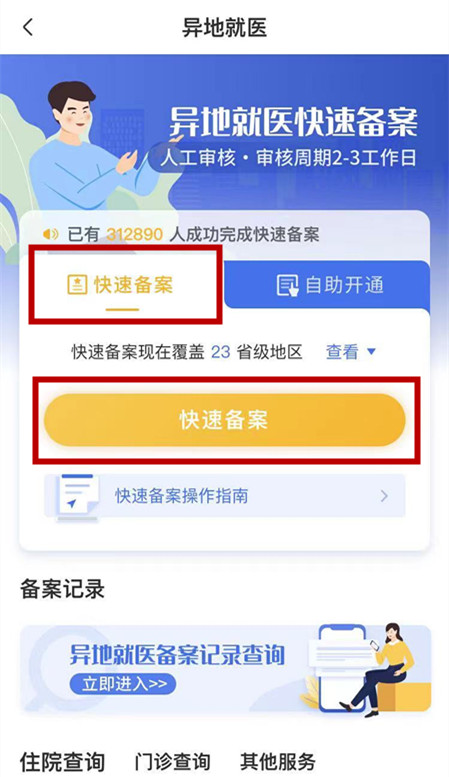 异地就医
异地就医快速备案
人工审核·审核周期2-3工作日
已有 312890 人成功完成快速备案
快速备案
自助开通
快速备案现在覆盖 23 省级地区 查看
快速备案
快速备案操作指南
备案记录
异地就医备案记录查询
立即进入>>
住院查询 门诊查询 其他服务